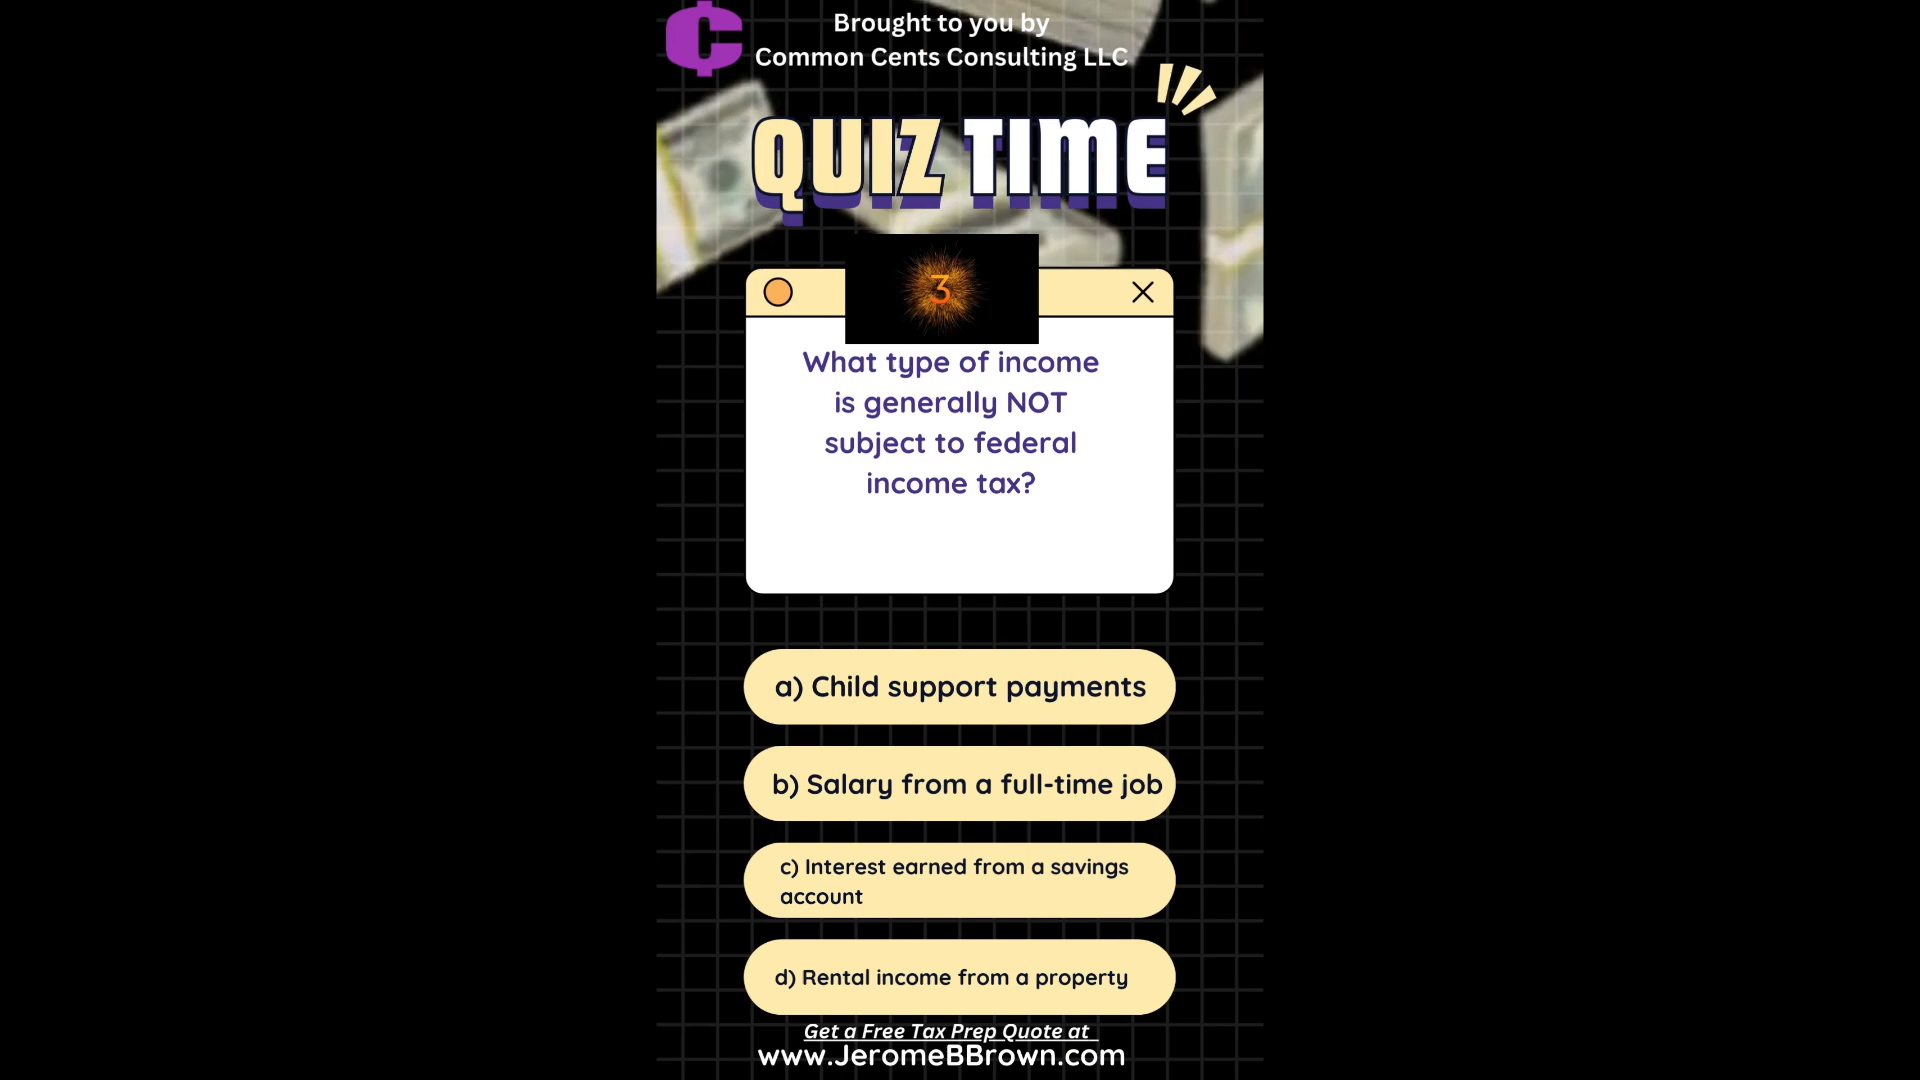 Brought to you by
Common Cents Consulting LLC
QUIZ TIME
3
What type of income
is generally NOT
subject to federal
income tax?
a) Child support payments
b) Salary from a full-time job
c) Interest earned from a savings
account
d) Rental income from a property
Get a Free Tax Prep Quote at
www.JeromeBBrown.com